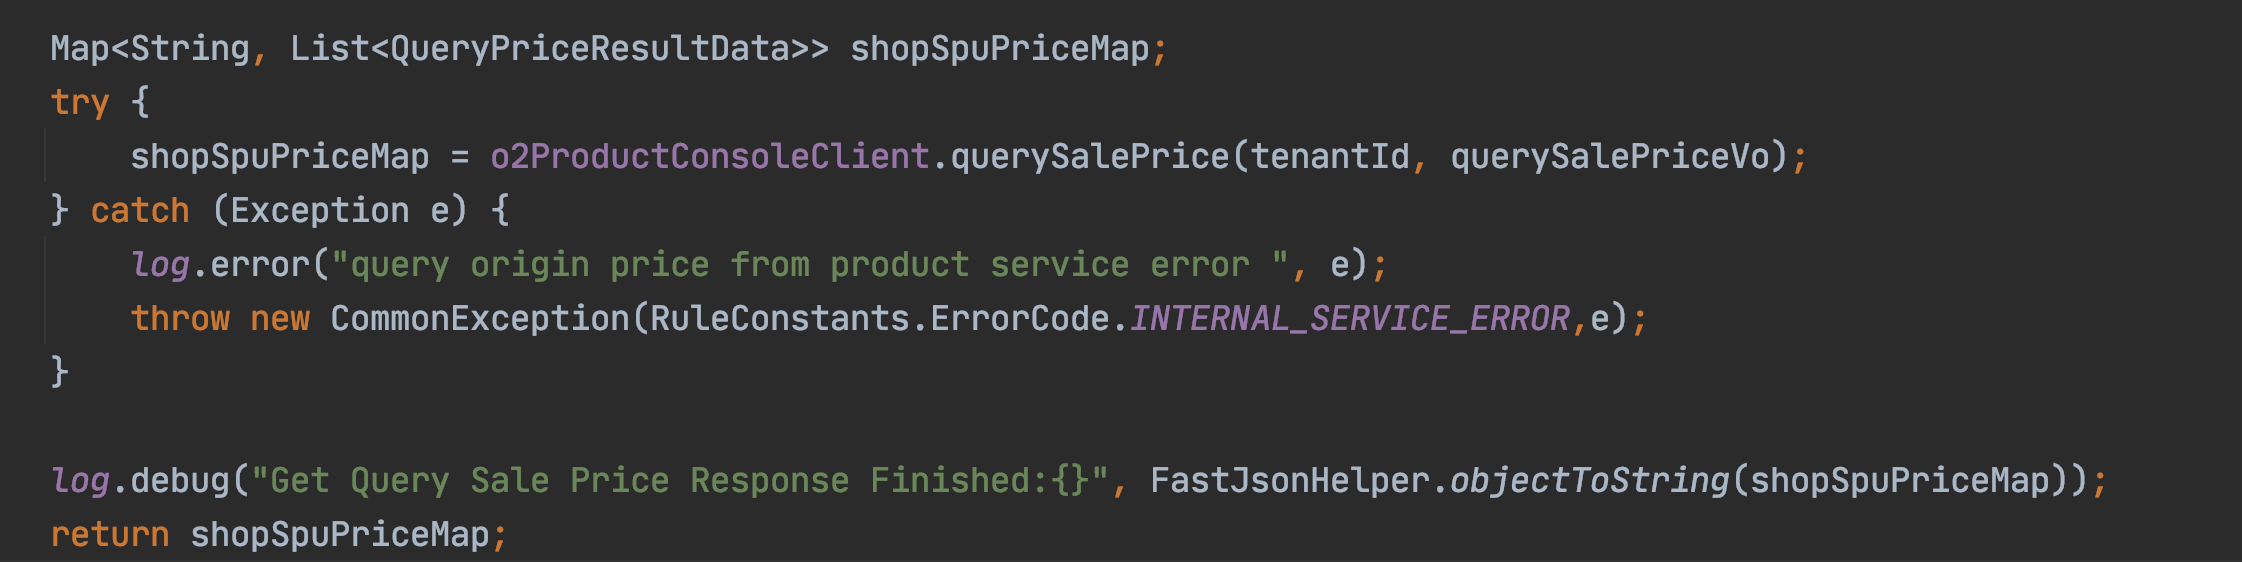 Map<String, List<QueryPriceResultData>> shopSpuPriceMap;
try {
    shopSpuPriceMap = o2ProductConsoleClient.querySalePrice(tenantId, querySalePriceVo);
} catch (Exception e) {
    log.error("query origin price from product service error ", e);
    throw new CommonException(RuleConstants.ErrorCode.INTERNAL_SERVICE_ERROR,e);
}
log.debug("Get Query Sale Price Response Finished:{}", FastJsonHelper.objectToString(shopSpuPriceMap));
return shopSpuPriceMap;